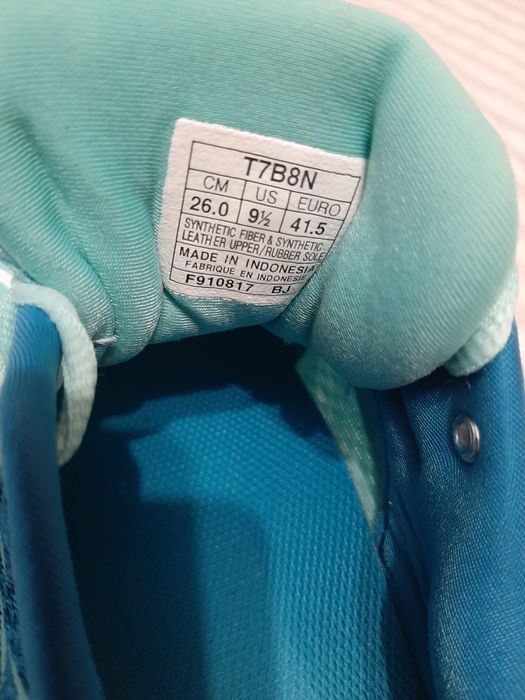 T7B8N
CM US EURO
26.0 9½ 41.5
SYNTHETIC FIBER & SYNTHETIC
LEATHER UPPER/RUBBER SOLE
MADE IN INDONESIA
FABRIQUE EN INDONESIE
F910817 BJ